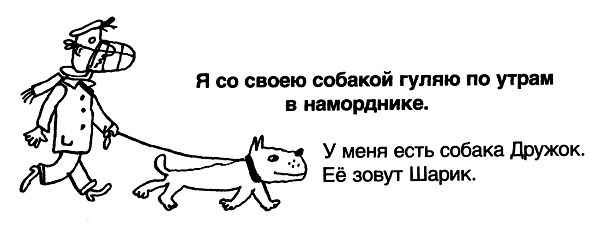 Я со своею собакой гуляю по утрам
в наморднике.
У меня есть собака Дружок.
Её зовут Шарик.